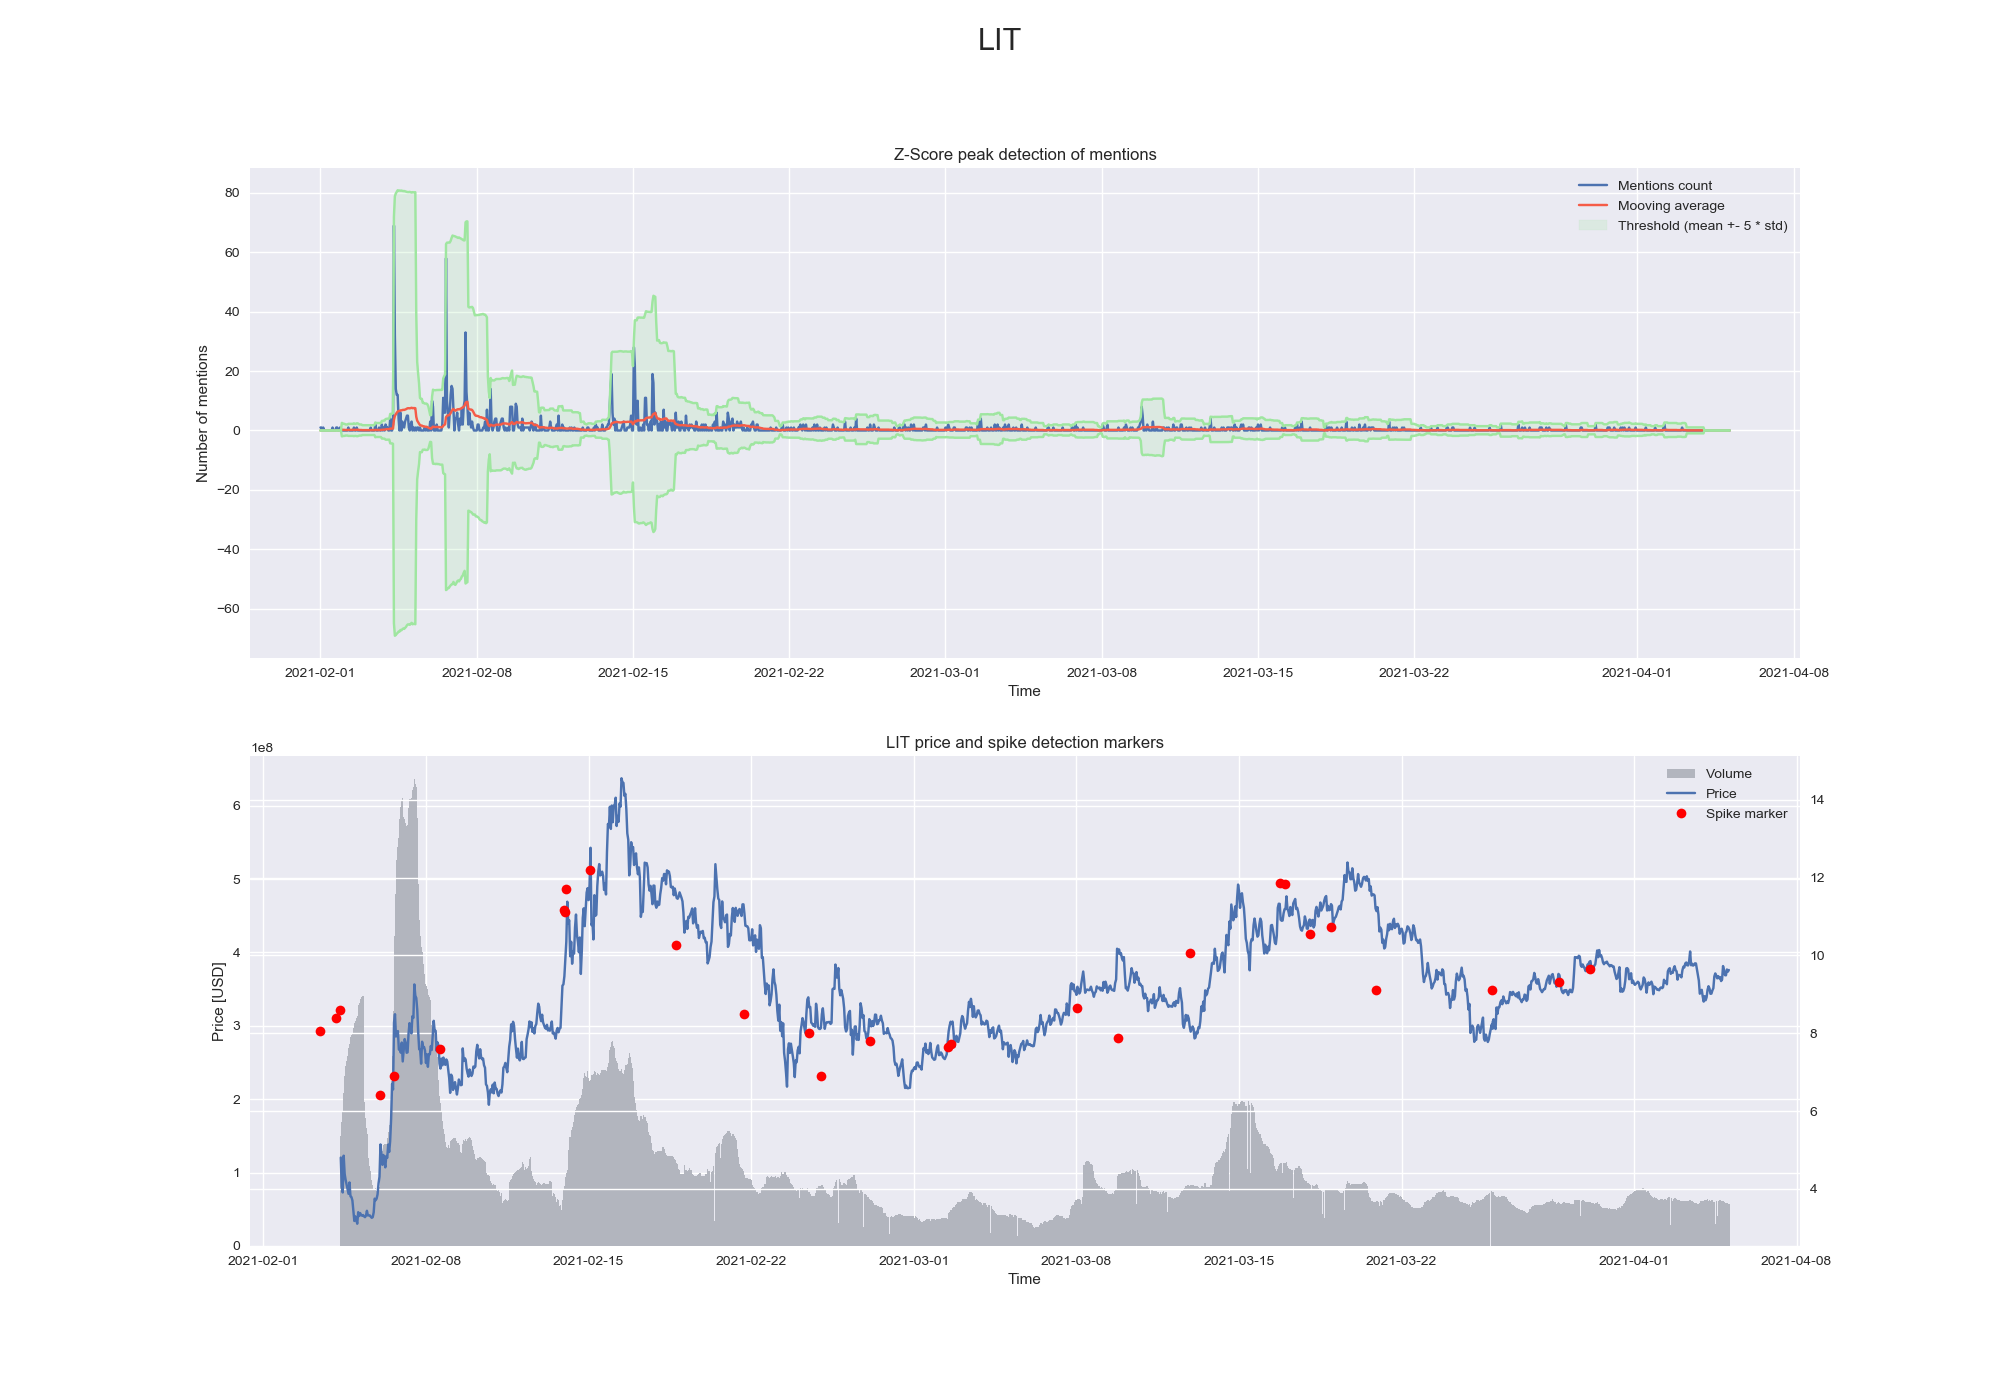 LIT
Z-Score peak detection of mentions
80
60
40
20
0
−20
−40
−60
Number of mentions
Mentions count
Mooving average
Threshold (mean +- 5 * std)
2021-02-01 2021-02-08 2021-02-15 2021-02-22 2021-03-01 2021-03-08 2021-03-15 2021-03-22 2021-04-01 2021-04-08
Time
LIT price and spike detection markers
1e8
6
5
4
3
2
1
0
Price [USD]
Volume
Price
Spike marker
14
12
10
8
6
4
2021-02-01 2021-02-08 2021-02-15 2021-02-22 2021-03-01 2021-03-08 2021-03-15 2021-03-22 2021-04-01 2021-04-08
Time